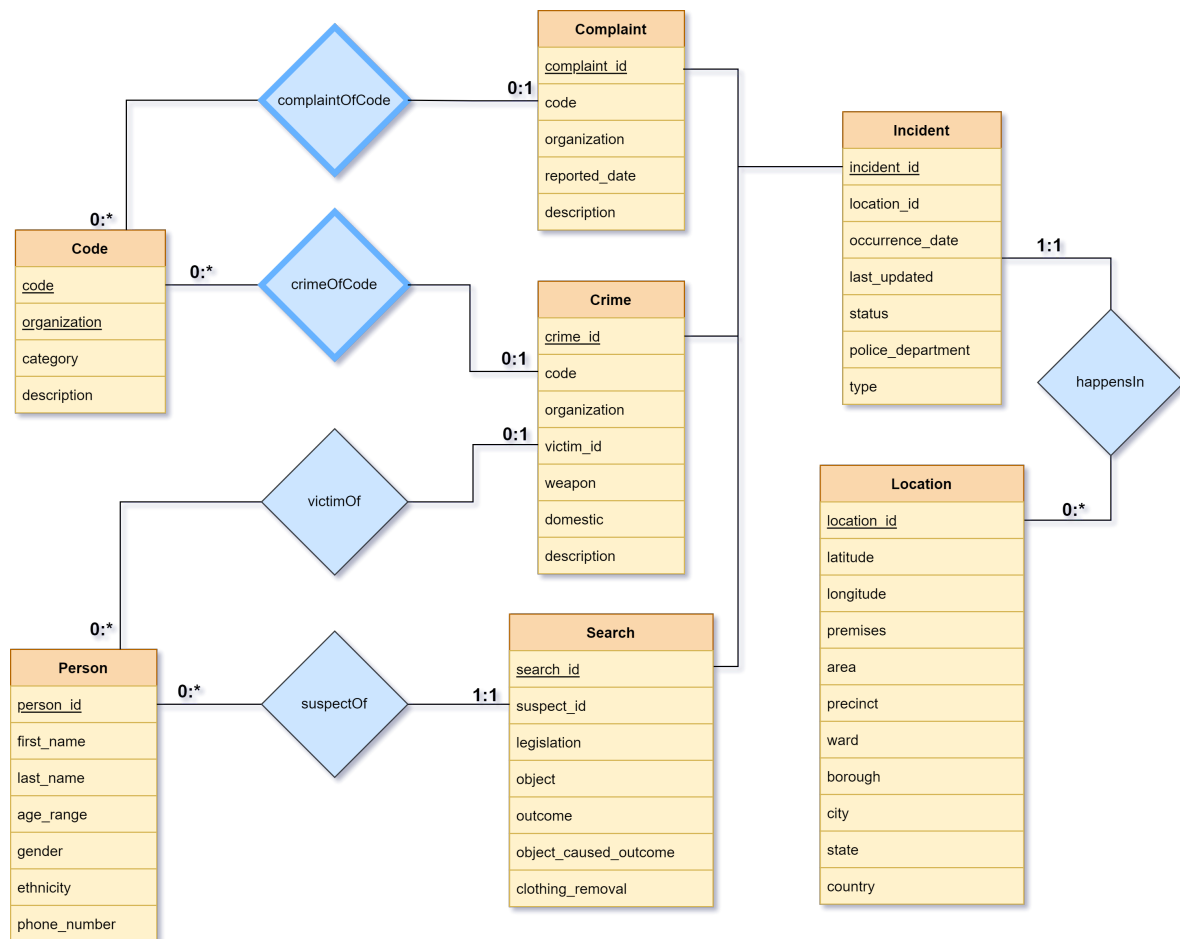 Complaint
complaint_id
code
organization
reported_date
description
complaintOfCode
0:1
0:*
Code
code
organization
category
description
crimeOfCode
0:*
0:1
Crime
crime_id
code
organization
victim_id
weapon
domestic
description
victimOf
0:1
0:*
Person
person_id
first_name
last_name
age_range
gender
ethnicity
phone_number
suspectOf
0:*
1:1
Search
search_id
suspect_id
legislation
object
outcome
object_caused_outcome
clothing_removal
Incident
incident_id
location_id
occurrence_date
last_updated
status
police_department
type
1:1
happensIn
0:*
Location
location_id
latitude
longitude
premises
area
precinct
ward
borough
city
state
country